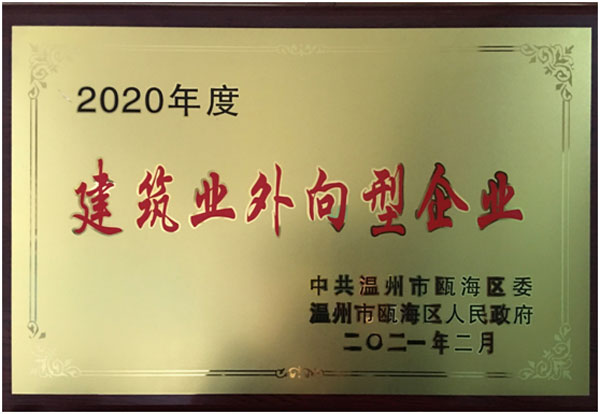 2020年度
建筑业外向型企业
中共温州市瓯海区委
温州市瓯海区人民政府
二〇二一年二月